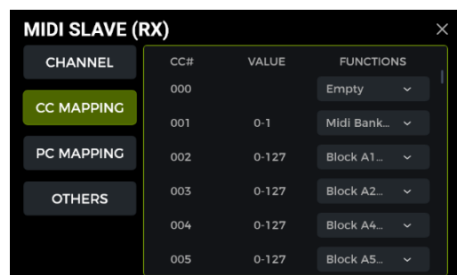 MIDI SLAVE (RX)
CHANNEL
CC MAPPING
PC MAPPING
OTHERS
CC# VALUE FUNCTIONS
000 Empty
001 0-1 Midi Bank...
002 0-127 Block A1...
003 0-127 Block A2...
004 0-127 Block A4...
005 0-127 Block A5...